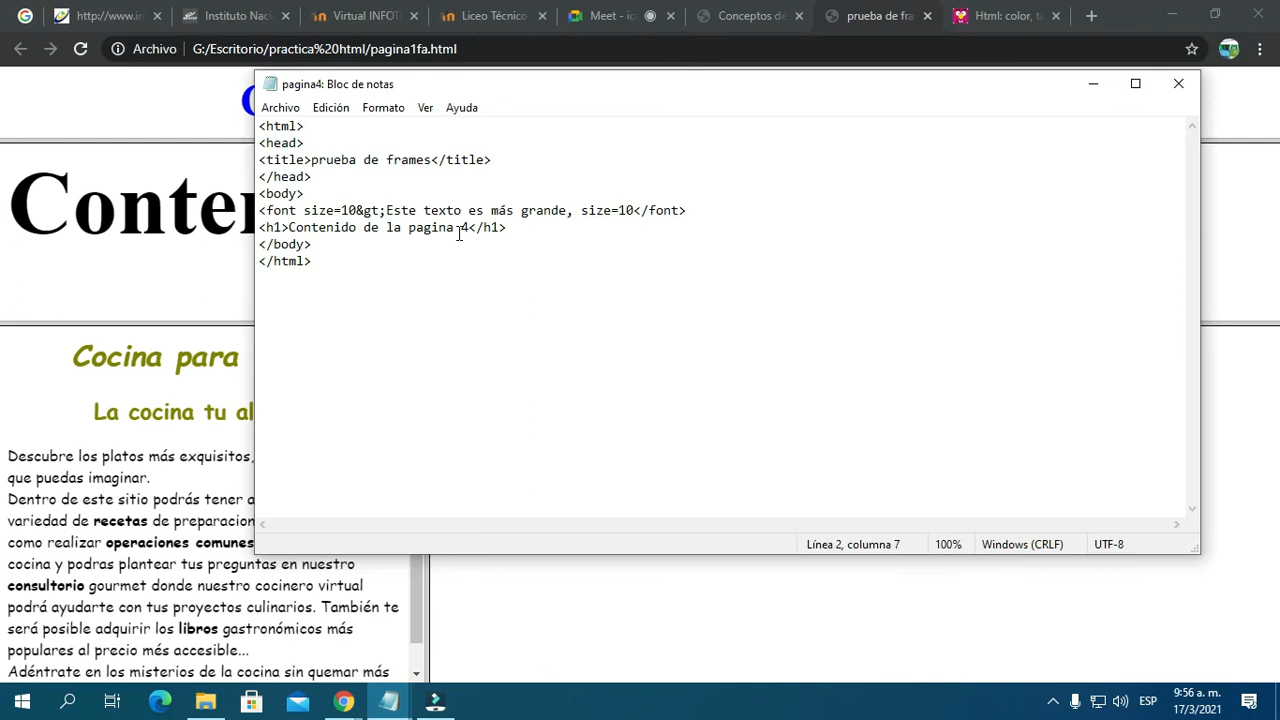 http://www.in
Instituto Nac
Virtual INFOT
Liceo Técnico
Meet - ic
Conceptos de
prueba de fra
Html: color, ta
Archivo
G:/Escritorio/practica%20html/pagina1fa.html
pagina4: Bloc de notas
Archivo Edición Formato Ver Ayuda
<html>
<head>
<title>prueba de frames</title>
</head>
<body>
<font size=10&gt;Este texto es más grande, size=10</font>
<h1>Contenido de la pagina 4</h1>
</body>
</html>
Línea 2, columna 7
100%
Windows (CRLF)
UTF-8
Conte
Cocina para
La cocina tu al
Descubre los platos más exquisitos,
que puedas imaginar.
Dentro de este sitio podrás tener a
variedad de recetas de preparacion
como realizar operaciones comunes
cocina y podras plantear tus preguntas en nuestro
consultorio gourmet donde nuestro cocinero virtual
podrá ayudarte con tus proyectos culinarios. También te
será posible adquirir los libros gastronómicos más
populares al precio més accesible...
Adéntrate en los misterios de la cocina sin quemar más
ESP
9:56 a. m.
17/3/2021